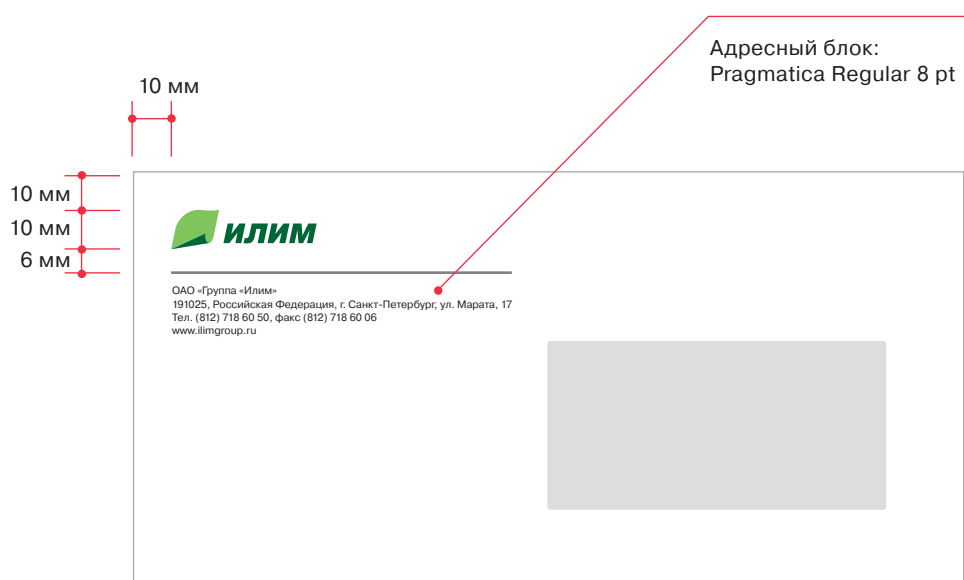 Адресный блок:
Pragmatica Regular 8 pt
10 мм
10 мм
10 мм
6 мм
ИЛИМ
ОАО «Группа «Илим»
191025, Российская Федерация, г. Санкт-Петербург, ул. Марата, 17
Тел. (812) 718 60 50, факс (812) 718 60 06
www.ilimgroup.ru